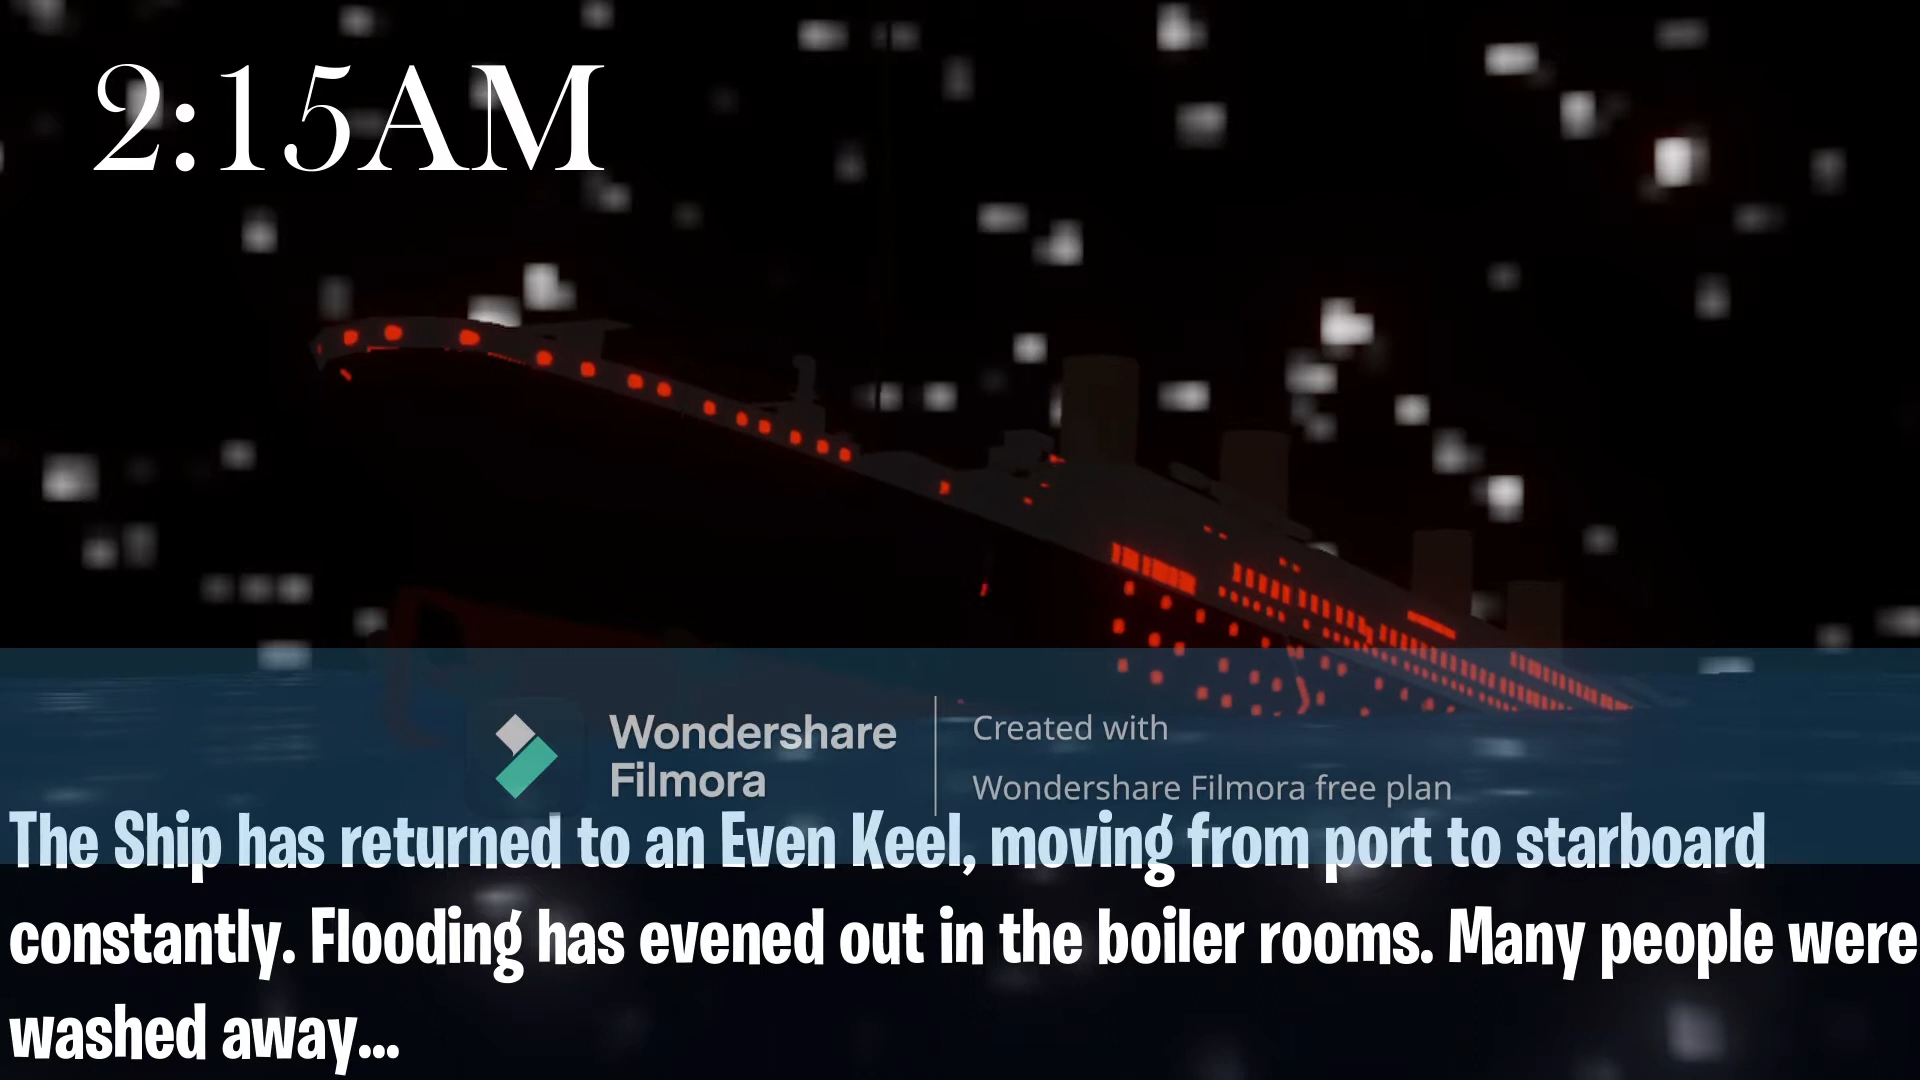 2:15AM
Wondershare
Filmora
Created with
Wondershare Filmora free plan
The Ship has returned to an Even Keel, moving from port to starboard
constantly. Flooding has evened out in the boiler rooms. Many people were
washed away...